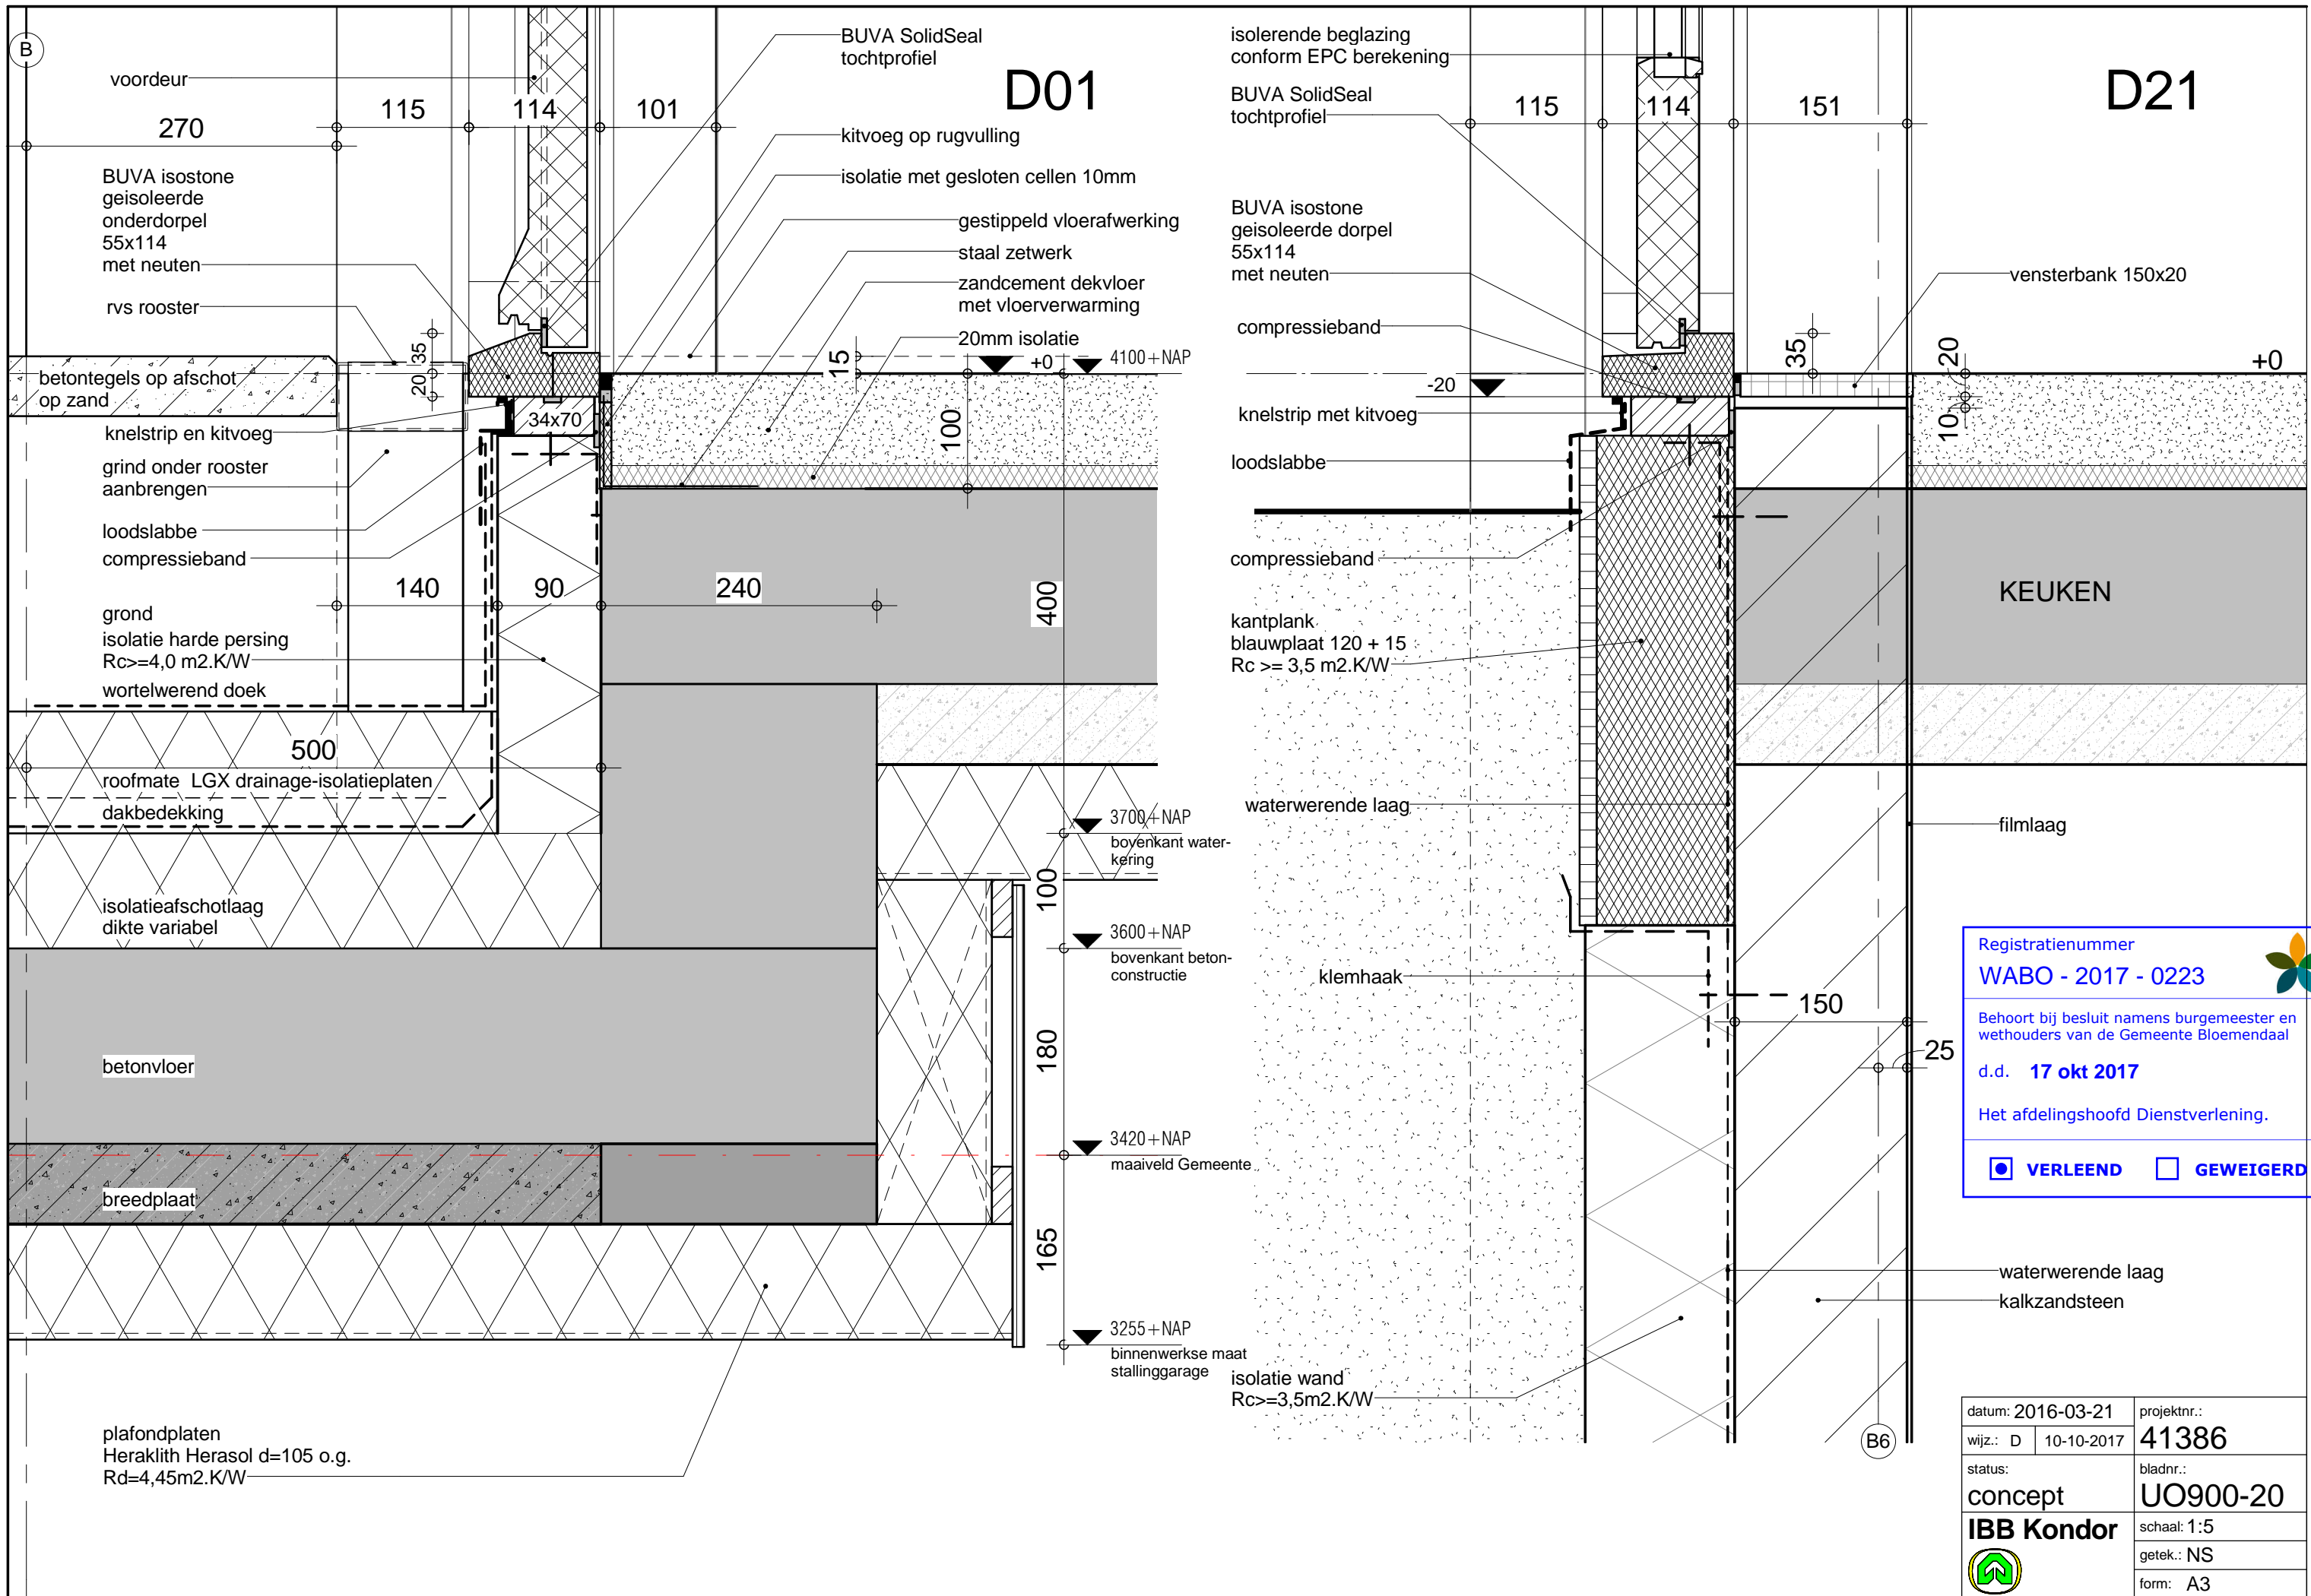 B
voordeur
270
115
114
101
BUVA SolidSeal
tochtprofiel
D01
kitvoeg op rugvulling
isolatie met gesloten cellen 10mm
gestippeld vloerafwerking
staal zetwerk
zandcement dekvloer
met vloerverwarming
20mm isolatie
BUVA isostone
geisoleerde
onderdorpel
55x114
met neuten
rvs rooster
35
20
15
+0
4100+NAP
betontegels op afschot
op zand
34x70
100
knelstrip en kitvoeg
grind onder rooster
aanbrengen
loodslabbe
compressieband
140
90
240
400
grond
isolatie harde persing
Rc>=4,0 m2.K/W
wortelwerend doek
500
roofmate LGX drainage-isolatieplaten
dakbedekking
3700+NAP
bovenkant water-
kering
100
isolatieafschotlaag
dikte variabel
3600+NAP
bovenkant beton-
constructie
betonvloer
180
3420+NAP
maaiveld Gemeente
breedplaat
165
3255+NAP
binnenwerkse maat
stallinggarage
plafondplaten
Heraklith Herasol d=105 o.g.
Rd=4,45m2.K/W
isolerende beglazing
conform EPC berekening
D21
BUVA SolidSeal
tochtprofiel
115
114
151
BUVA isostone
geisoleerde dorpel
55x114
met neuten
vensterbank 150x20
compressieband
35
20
+0
-20
10
knelstrip met kitvoeg
loodslabbe
compressieband
KEUKEN
kantplank
blauwplaat 120 + 15
Rc >= 3,5 m2.K/W
waterwerende laag
filmlaag
klemhaak
150
25
Registratienummer
WABO - 2017 - 0223
Behoort bij besluit namens burgemeester en
wethouders van de Gemeente Bloemendaal
d.d. 17 okt 2017
Het afdelingshoofd Dienstverlening.
VERLEEND GEWEIGERD
waterwerende laag
kalkzandsteen
isolatie wand
Rc>=3,5m2.K/W
B6
datum: 2016-03-21
projektnr.:
wijz.: D 10-10-2017
41386
status:
concept
bladnr.:
UO900-20
IBB Kondor
schaal: 1:5
getek.: NS
form: A3